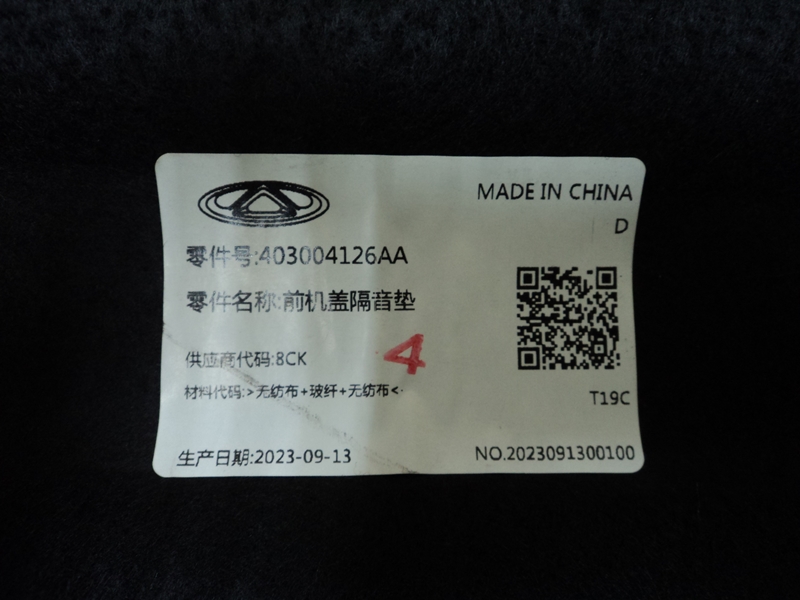 MADE IN CHINA
D
零件号:403004126AA
零件名称:前机盖隔音垫
4
供应商代码:8CK
材料代码:>无纺布+玻纤+无纺布<
T19C
生产日期:2023-09-13
NO.2023091300100